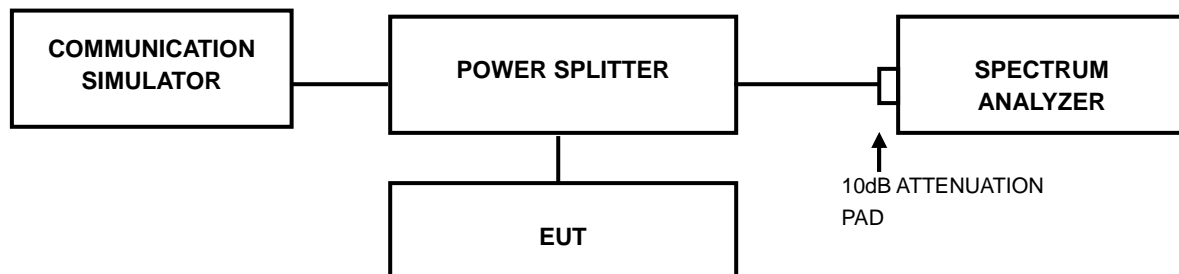 COMMUNICATION
SIMULATOR
POWER SPLITTER
SPECTRUM
ANALYZER
10dB ATTENUATION
PAD
EUT